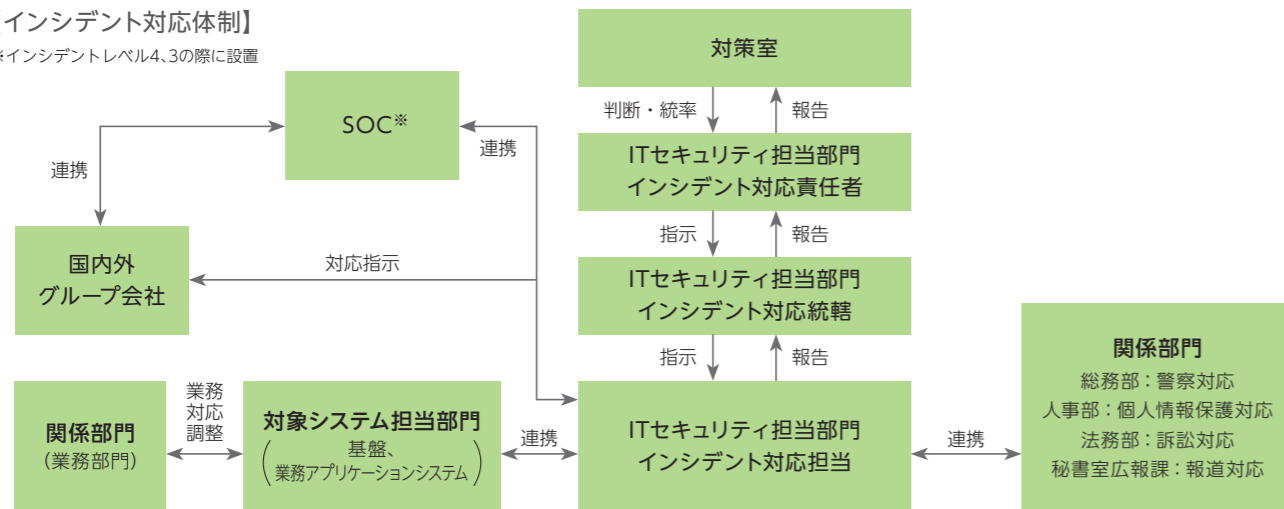 インシデント対応体制】
※インシデントレベル4、3の際に設置
対策室
判断・統率
報告
SOC※
連携
連携
ITセキュリティ担当部門
インシデント対応責任者
指示
報告
国内外
グループ会社
対応指示
ITセキュリティ担当部門
インシデント対応統轄
指示
報告
関係部門
(業務部門)
業務
対応
調整
対象システム担当部門
(基盤、
業務アプリケーションシステム)
連携
ITセキュリティ担当部門
インシデント対応担当
連携
関係部門
総務部：警察対応
人事部：個人情報保護対応
法務部：訴訟対応
秘書室広報課：報道対応